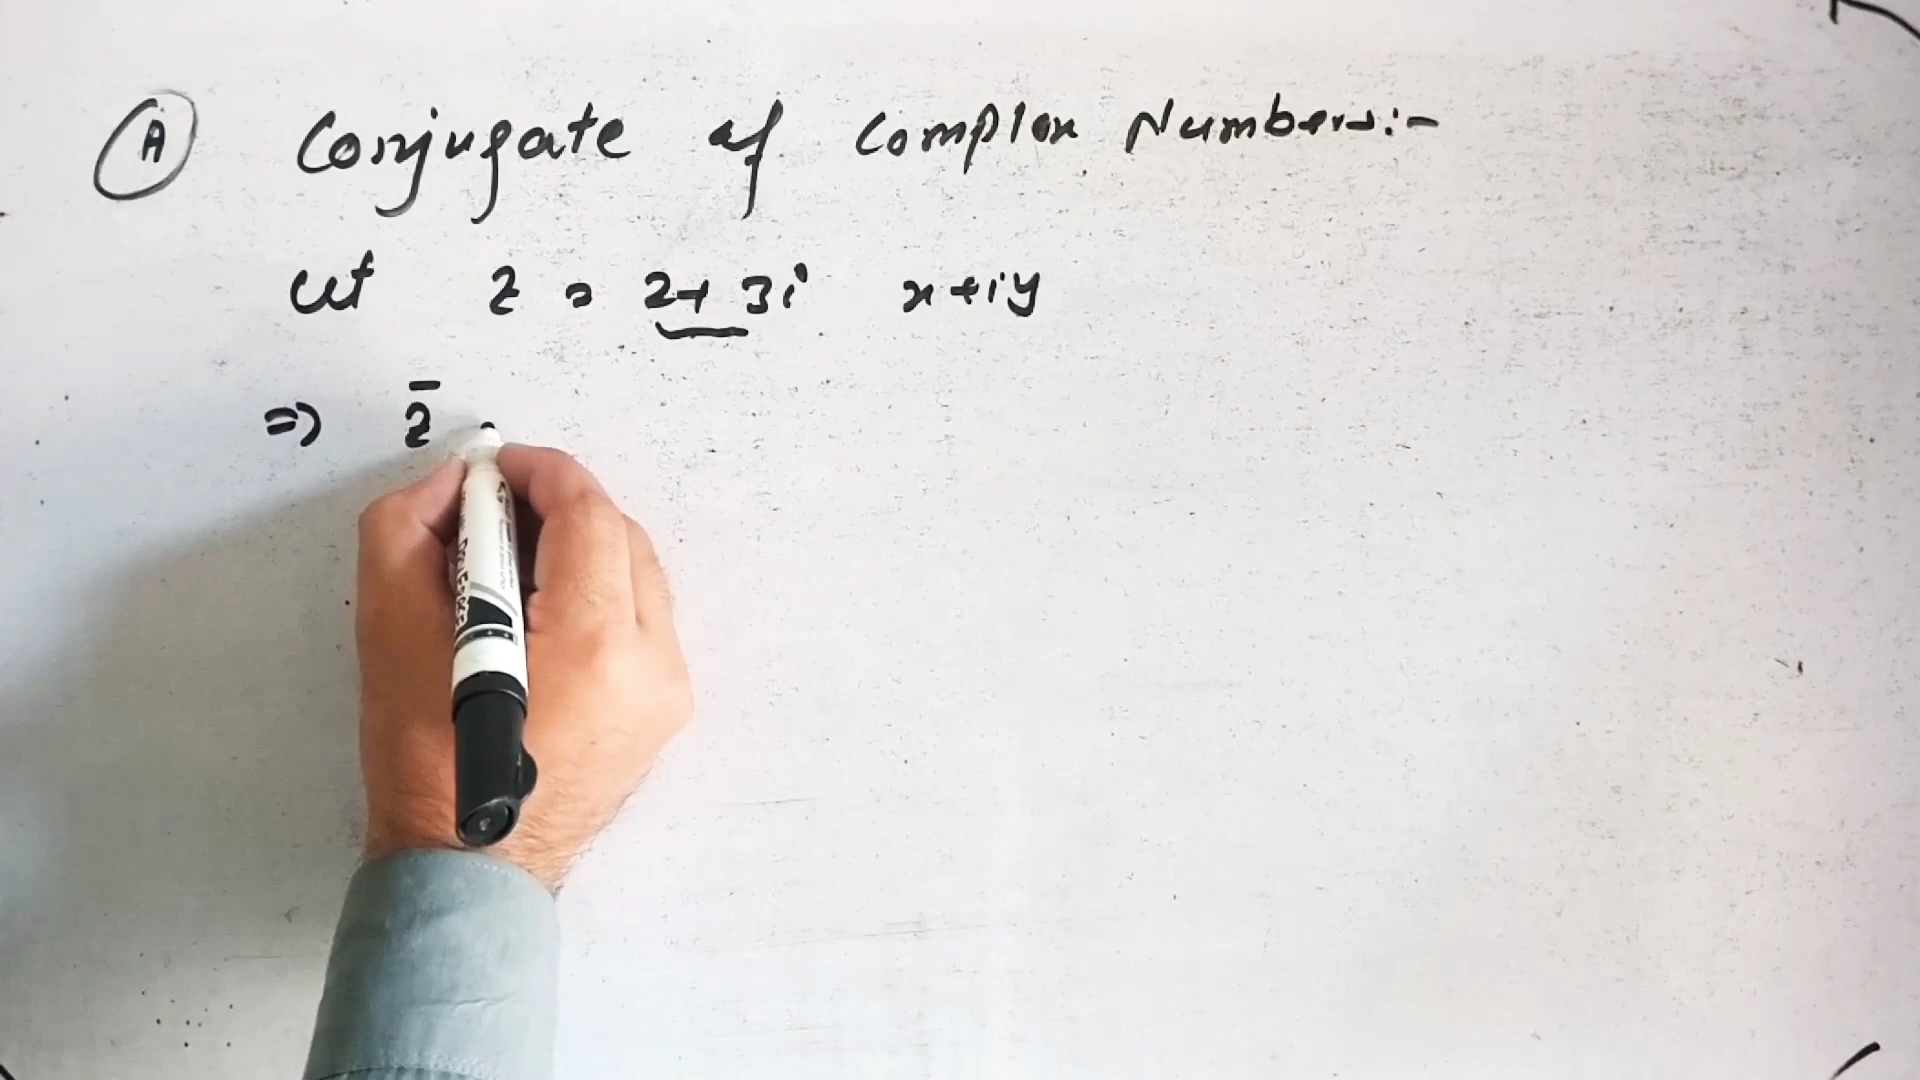 A Conjugate of Complex Numbers:-
Let z = 2+3i x+iy
=> z̄